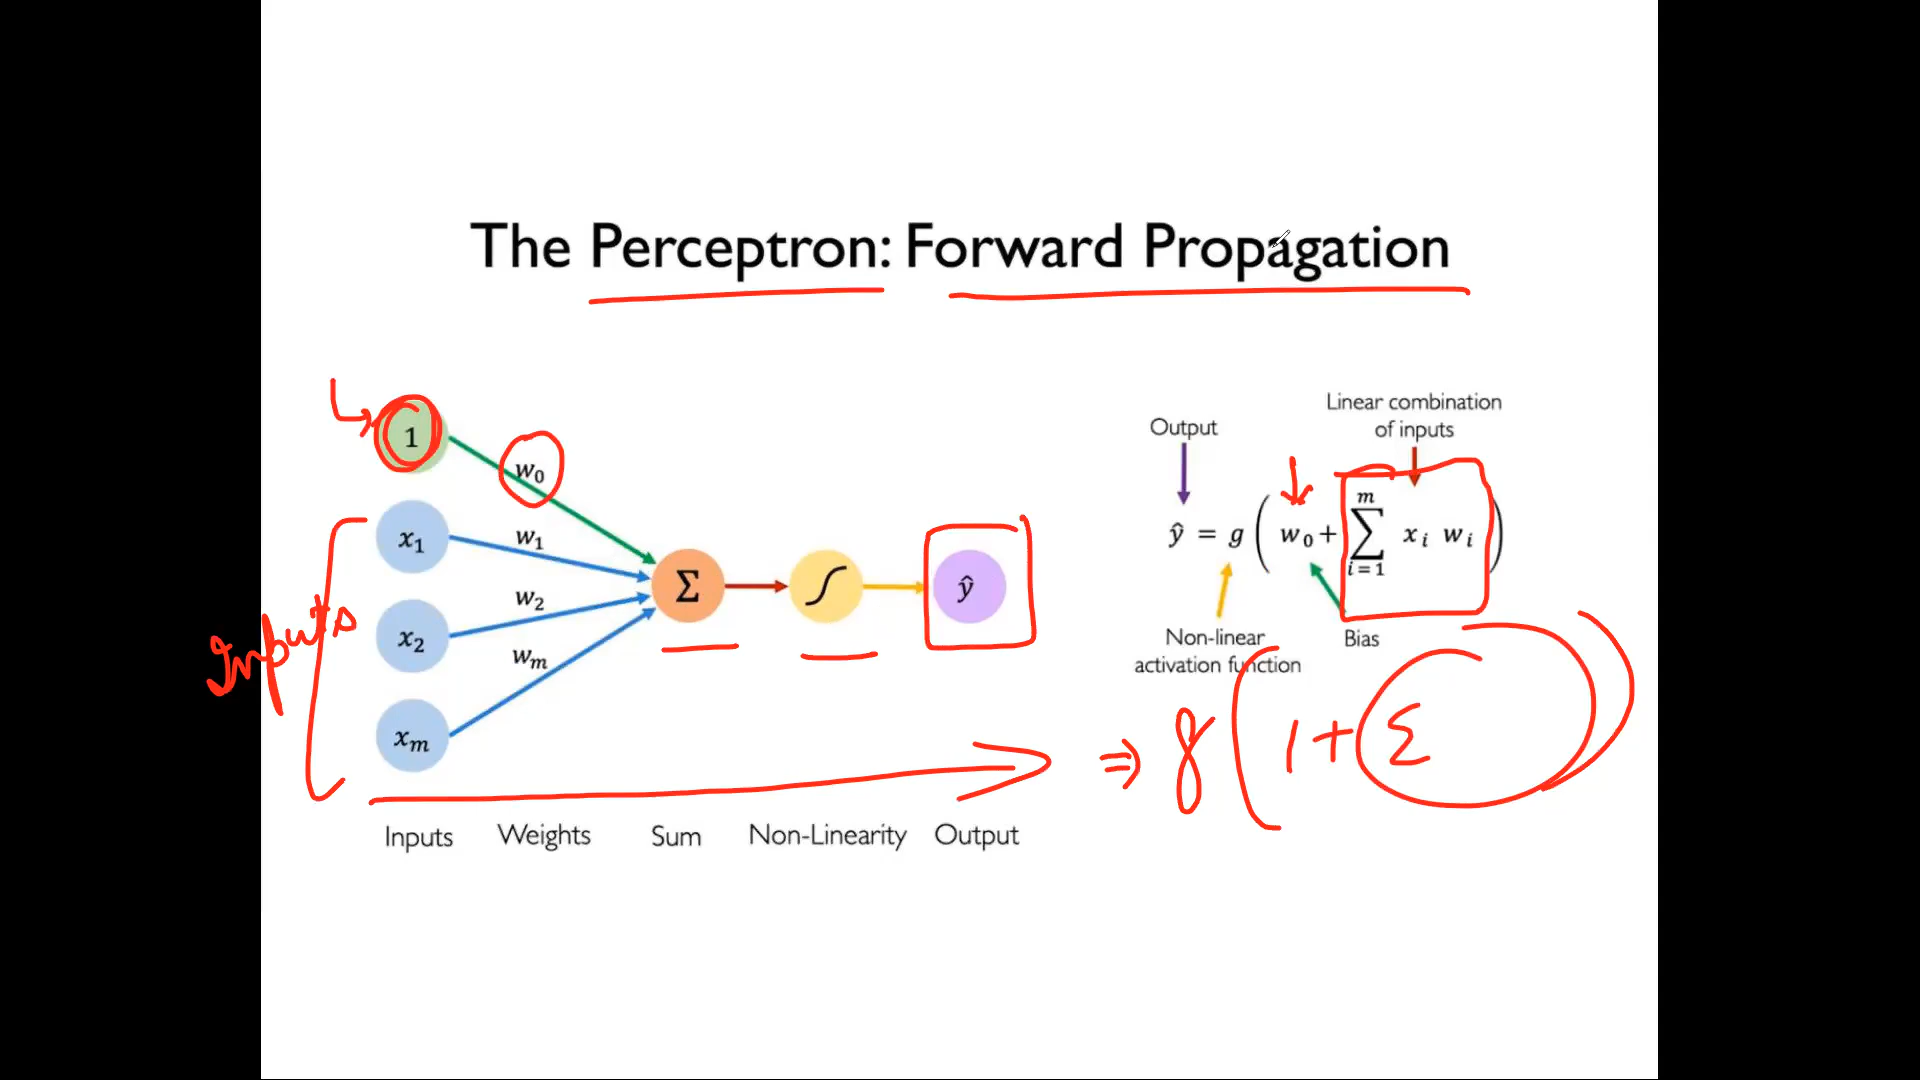 The Perceptron: Forward Propagation
1
w₀
x₁
w₁
x₂
w₂
xₘ
wₘ
Σ
ŷ
Inputs
Inputs Weights Sum Non-Linearity Output
Linear combination
of inputs
Output
ŷ = g ( w₀ + Σ xᵢ wᵢ )
m
i=1
Non-linear
activation function
Bias
⇒ g ( 1 + Σ )